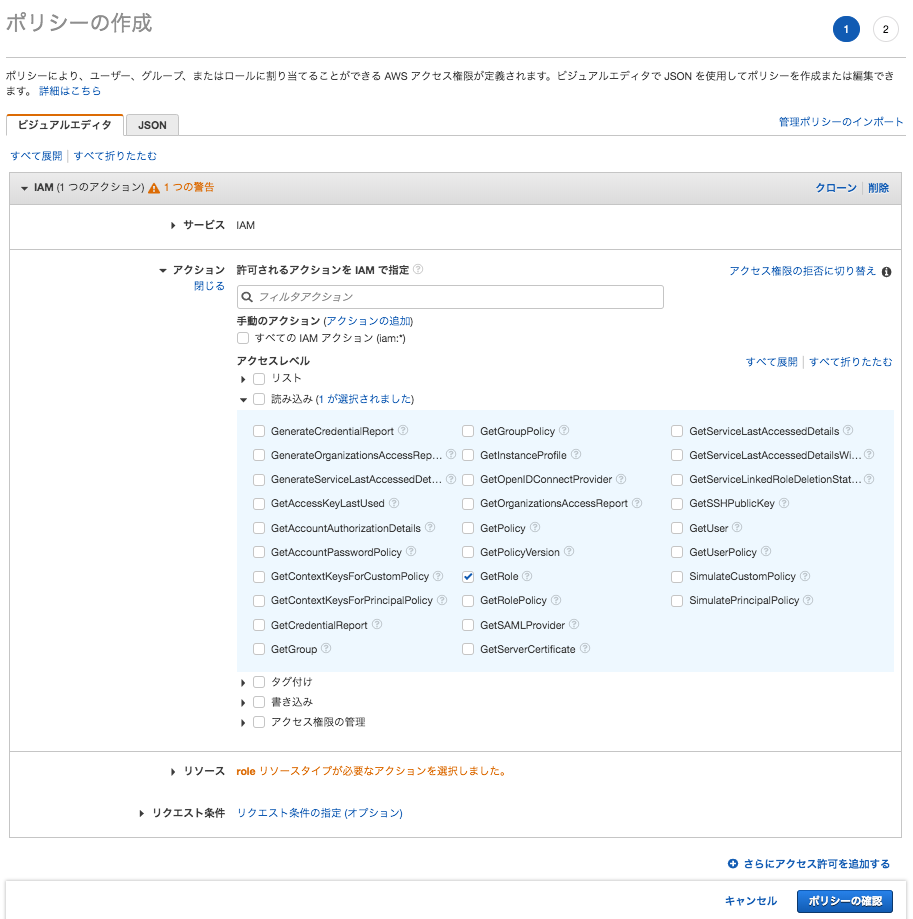 ポリシーの作成
1
2
ポリシーにより、ユーザー、グループ、またはロールに割り当てることができる AWS アクセス権限が定義されます。ビジュアルエディタで JSON を使用してポリシーを作成または編集でき
ます。 詳細はこちら
ビジュアルエディタ
JSON
管理ポリシーのインポート
すべて展開 | すべて折りたたむ
IAM (1 つのアクション) 1 つの警告
クローン | 削除
サービス IAM
アクション 許可されるアクションを IAM で指定
アクセス権限の拒否に切り替え
閉じる
フィルタアクション
手動のアクション (アクションの追加)
すべての IAM アクション (iam:*)
アクセスレベル
すべて展開 | すべて折りたたむ
リスト
読み込み (1 が選択されました)
GenerateCredentialReport GetGroupPolicy GetServiceLastAccessedDetails
GenerateOrganizationsAccessRep... GetInstanceProfile GetServiceLastAccessedDetailsWi...
GenerateServiceLastAccessedDet... GetOpenIDConnectProvider GetServiceLinkedRoleDeletionStat...
GetAccessKeyLastUsed GetOrganizationsAccessReport GetSSHPublicKey
GetAccountAuthorizationDetails GetPolicy GetUser
GetAccountPasswordPolicy GetPolicyVersion GetUserPolicy
GetContextKeysForCustomPolicy GetRole SimulateCustomPolicy
GetContextKeysForPrincipalPolicy GetRolePolicy SimulatePrincipalPolicy
GetCredentialReport GetSAMLProvider
GetGroup GetServerCertificate
タグ付け
書き込み
アクセス権限の管理
リソース role リソースタイプが必要なアクションを選択しました。
リクエスト条件 リクエスト条件の指定 (オプション)
さらにアクセス許可を追加する
キャンセル
ポリシーの確認